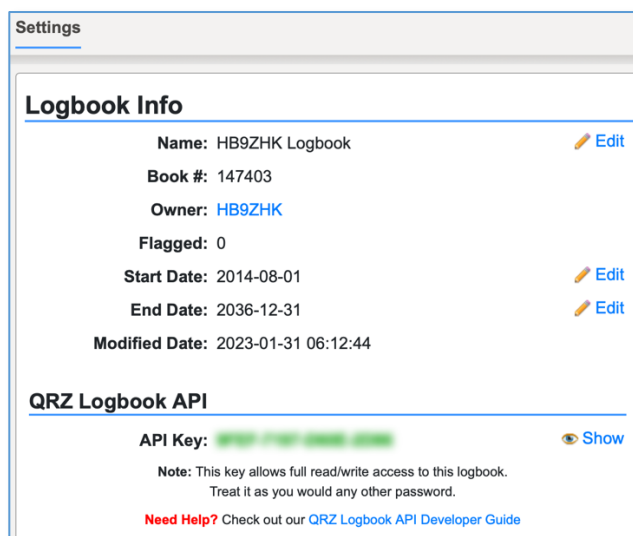 Settings
Logbook Info
Name: HB9ZHK Logbook Edit
Book #: 147403
Owner: HB9ZHK
Flagged: 0
Start Date: 2014-08-01 Edit
End Date: 2036-12-31 Edit
Modified Date: 2023-01-31 06:12:44
QRZ Logbook API
API Key: Show
Note: This key allows full read/write access to this logbook.
Treat it as you would any other password.
Need Help? Check out our QRZ Logbook API Developer Guide